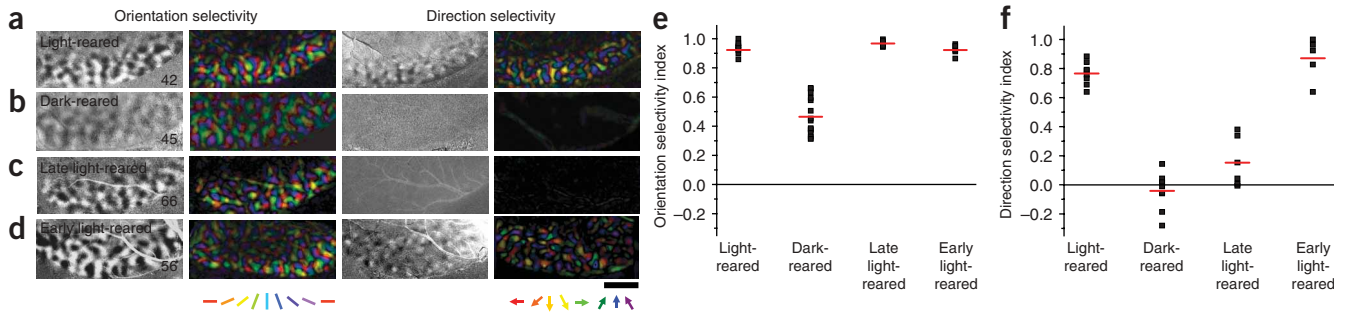 a
Orientation selectivity
Direction selectivity
Light-reared
42
b
Dark-reared
45
c
Late light-reared
66
d
Early light-reared
56
e
Orientation selectivity index
1.0
0.8
0.6
0.4
0.2
0.0
–0.2
Light-
reared
Dark-
reared
Late
light-
reared
Early
light-reared
f
Direction selectivity index
1.0
0.8
0.6
0.4
0.2
0.0
–0.2
Light-
reared
Dark-
reared
Late
light-
reared
Early
light-reared